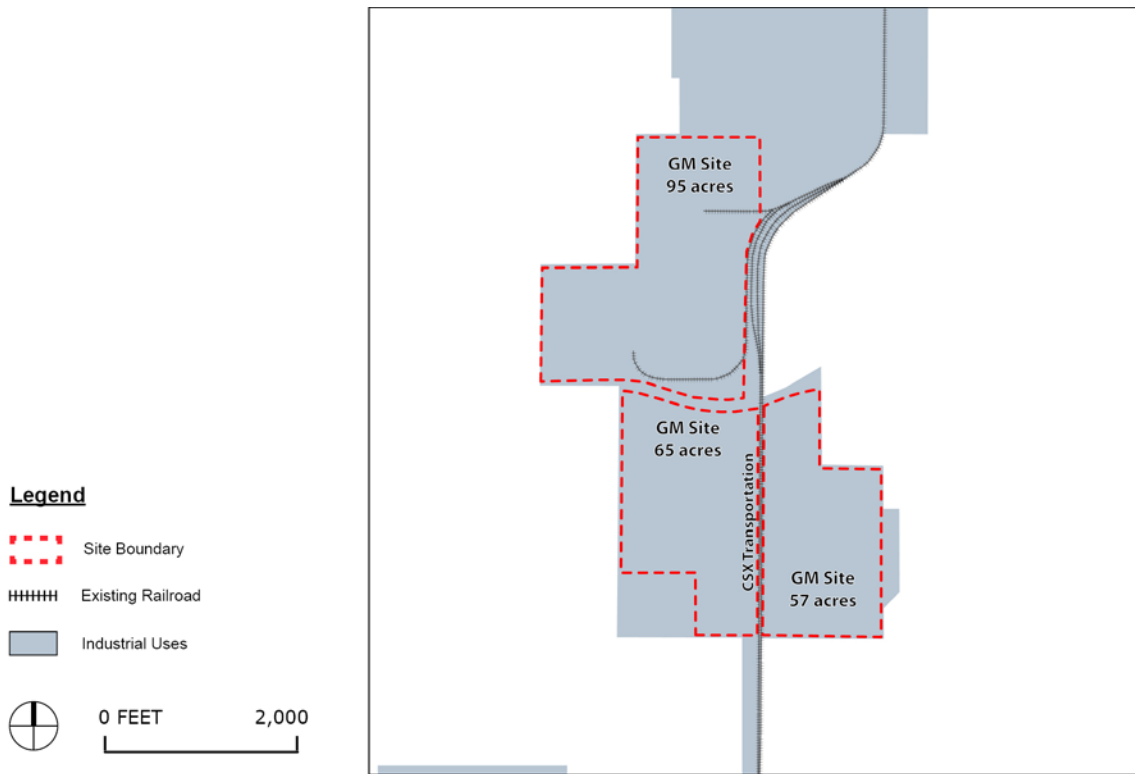 GM Site
95 acres
GM Site
65 acres
CSX Transportation
GM Site
57 acres
Legend
Site Boundary
Existing Railroad
Industrial Uses
0 FEET 2,000